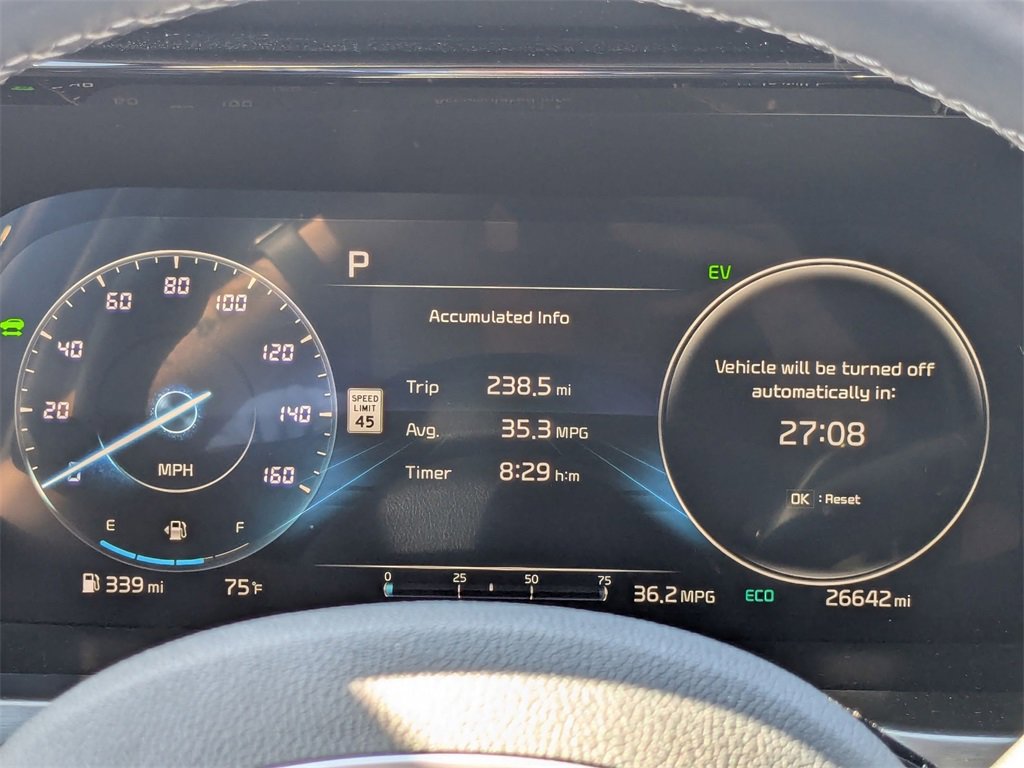 P
EV
Accumulated Info
Trip 238.5 mi
Avg. 35.3 MPG
Timer 8:29 h:m
SPEED
LIMIT
45
0
20
40
60
80
100
120
140
160
MPH
E F
339 mi
75°F
0 25 50 75
36.2 MPG
Vehicle will be turned off
automatically in:
27:08
OK : Reset
ECO
26642 mi